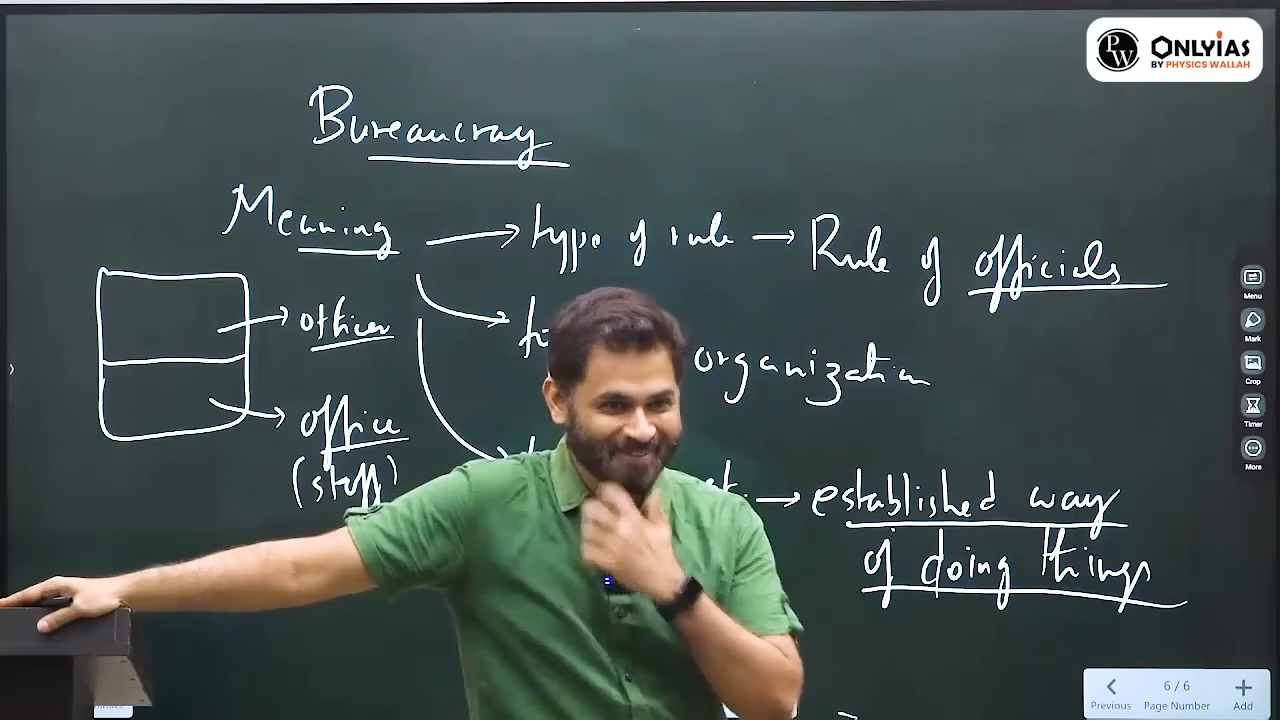 PW ONLYIAS
BY PHYSICS WALLAH
Bureaucracy
Meaning → type of rule → Rule of officials
officer
organization
office
(staff)
→ established way
of doing things
Menu
Mark
Crop
Timer
More
6 / 6
Previous Page Number Add